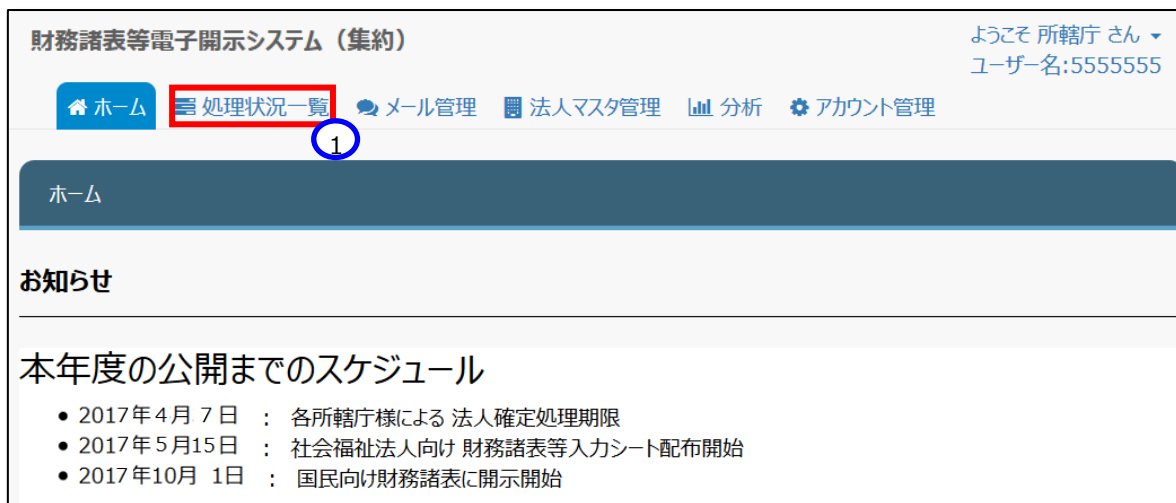 財務諸表等電子開示システム（集約）
ようこそ 所轄庁 さん
ユーザー名:5555555
ホーム 処理状況一覧 メール管理 法人マスタ管理 分析 アカウント管理
1
ホーム
お知らせ
本年度の公開までのスケジュール
• 2017年4月 7日 ： 各所轄庁様による 法人確定処理期限
• 2017年5月15日 ： 社会福祉法人向け 財務諸表等入力シート配布開始
• 2017年10月 1日 ： 国民向け財務諸表に開示開始